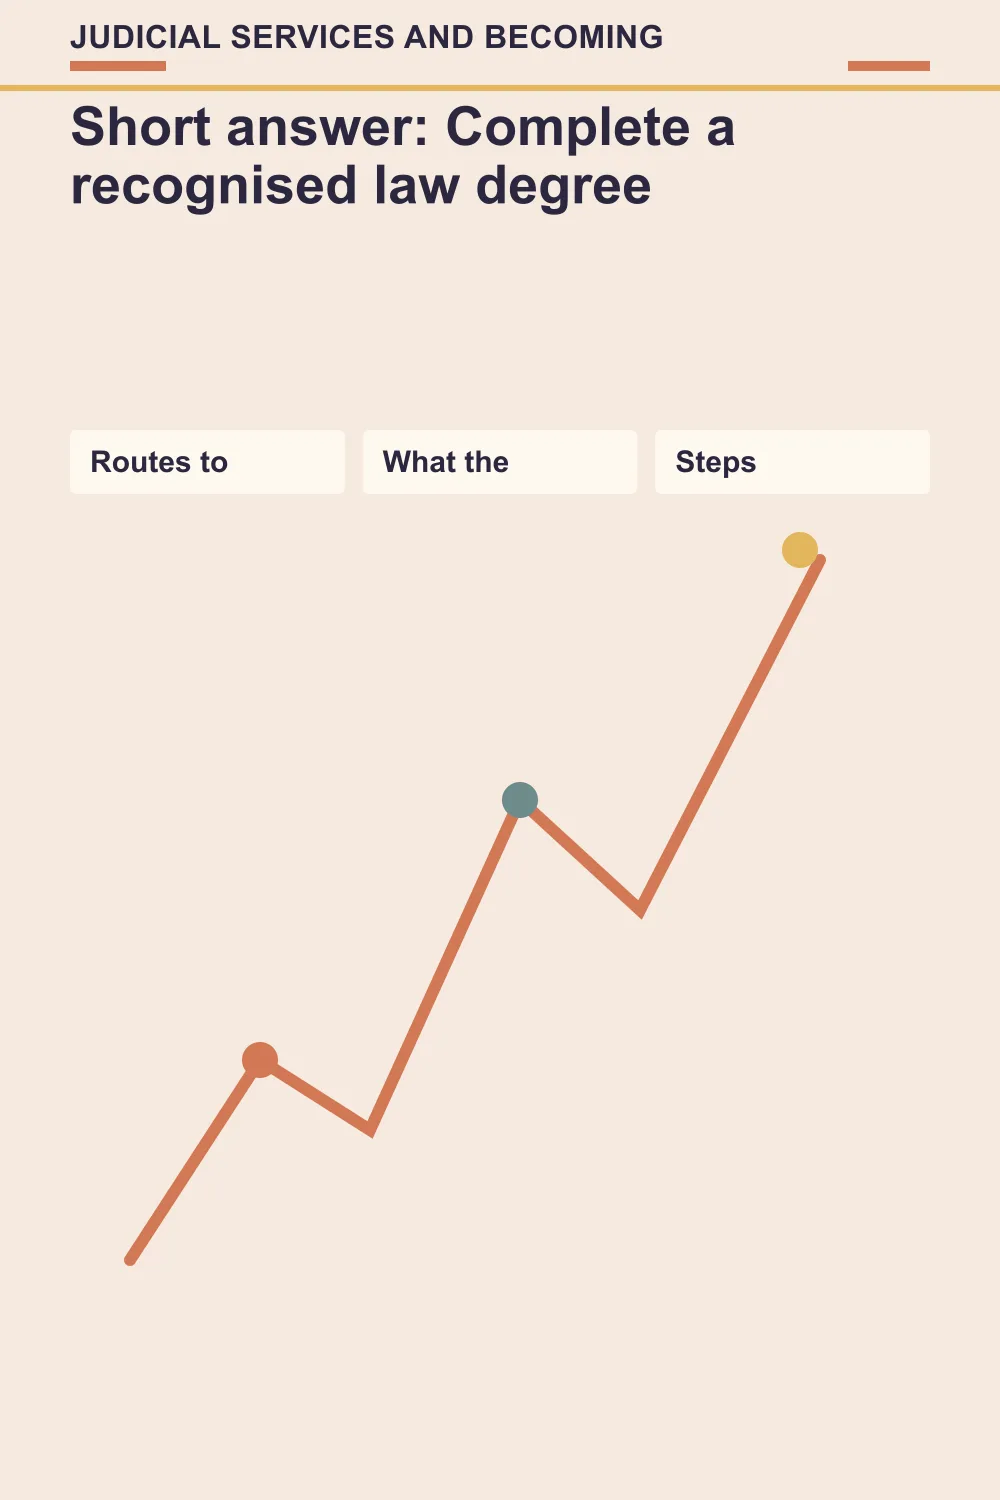 JUDICIAL SERVICES AND BECOMING
Short answer: Complete a
recognised law degree
Routes to
What the
Steps